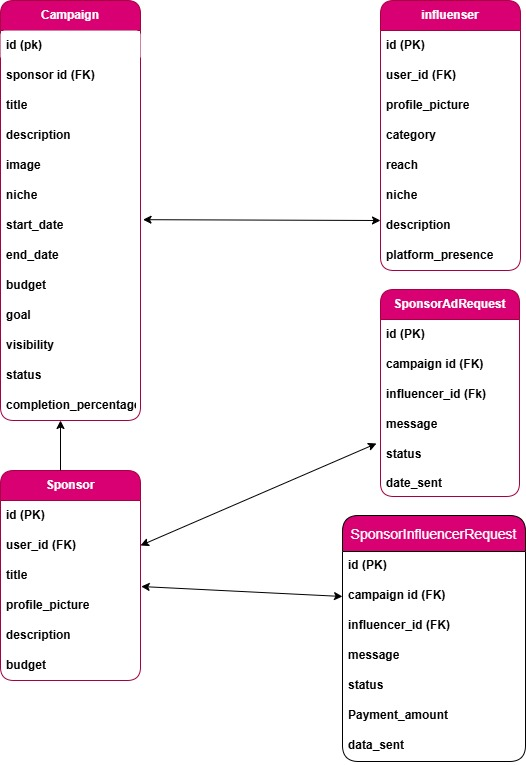 Campaign
id (pk)
sponsor id (FK)
title
description
image
niche
start_date
end_date
budget
goal
visibility
status
completion_percentage
influenser
id (PK)
user_id (FK)
profile_picture
category
reach
niche
description
platform_presence
SponsorAdRequest
id (PK)
campaign id (FK)
influencer_id (Fk)
message
status
date_sent
Sponsor
id (PK)
user_id (FK)
title
profile_picture
description
budget
SponsorInfluencerRequest
id (PK)
campaign id (FK)
influencer_id (FK)
message
status
Payment_amount
data_sent